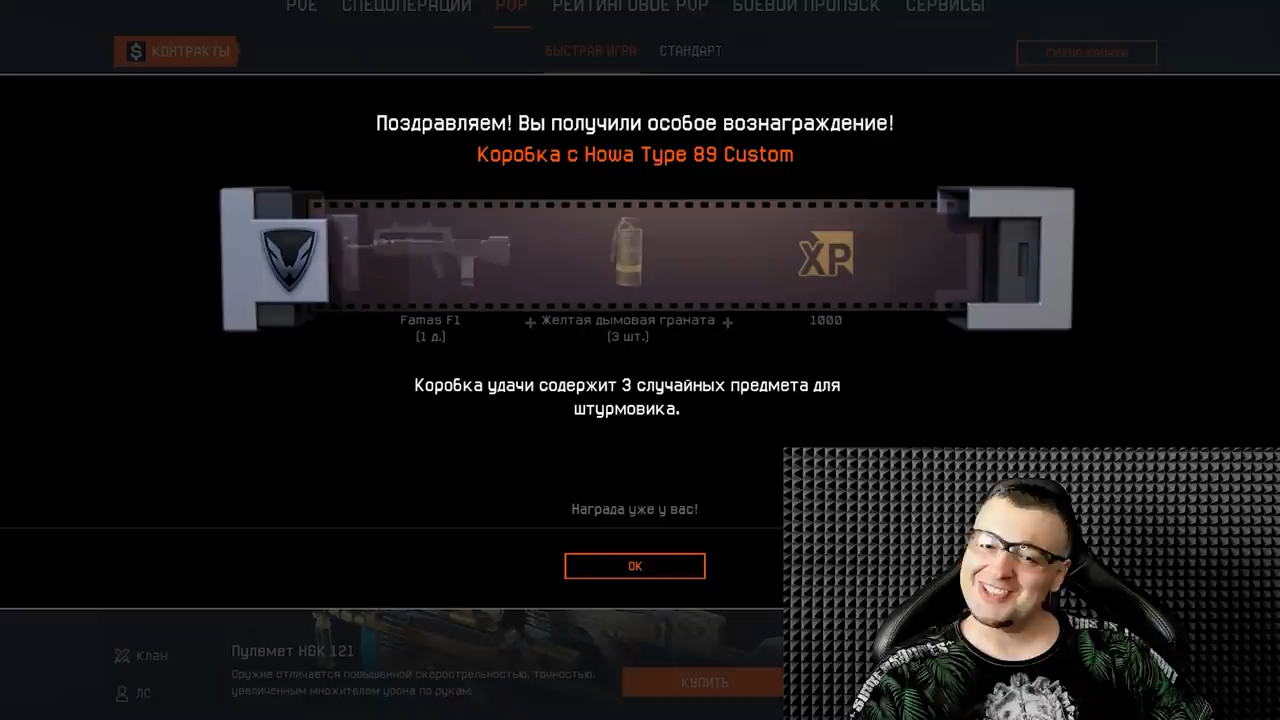 PVE СПЕЦОПЕРАЦИИ PVP РЕЙТИНГОВОЕ PVP БОЕВОЙ ПРОПУСК СЕРВИСЫ
$ КОНТРАКТЫ БЫСТРАЯ ИГРА СТАНДАРТ
Поздравляем! Вы получили особое вознаграждение!
Коробка с Howa Type 89 Custom
XP
Famas F1 + Желтая дымовая граната + 1000
(1 д.) (3 шт.)
Коробка удачи содержит 3 случайных предмета для
штурмовика.
Награда уже у вас!
OK
Клан
ЛС
Пулемет HGK 121
Оружие отличается повышенной скорострельностью, точностью,
увеличенным множителем урона по рукам.
КУПИТЬ
THIS IS